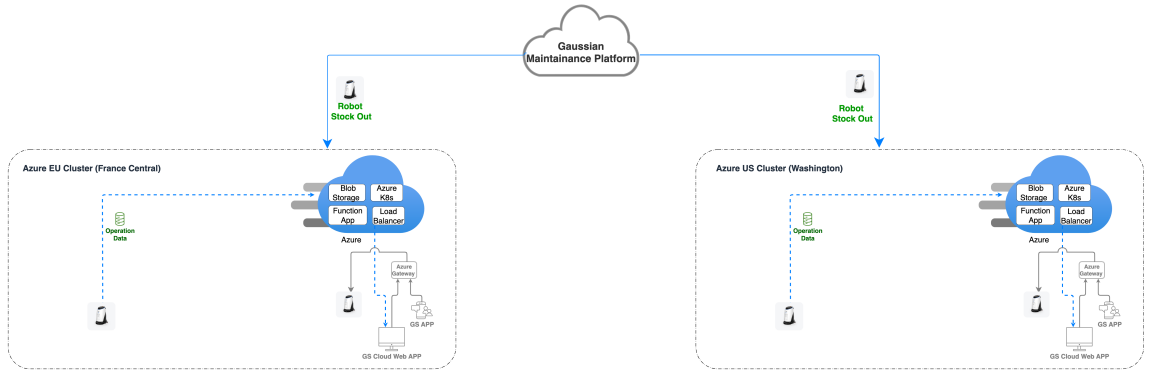 Gaussian
Maintainance Platform
Robot
Stock Out
Robot
Stock Out
Azure EU Cluster (France Central)
Blob
Storage
Azure
K8s
Function
App
Load
Balancer
Azure
Operation
Data
Azure
Gateway
GS APP
GS Cloud Web APP
Azure US Cluster (Washington)
Blob
Storage
Azure
K8s
Function
App
Load
Balancer
Azure
Operation
Data
Azure
Gateway
GS APP
GS Cloud Web APP